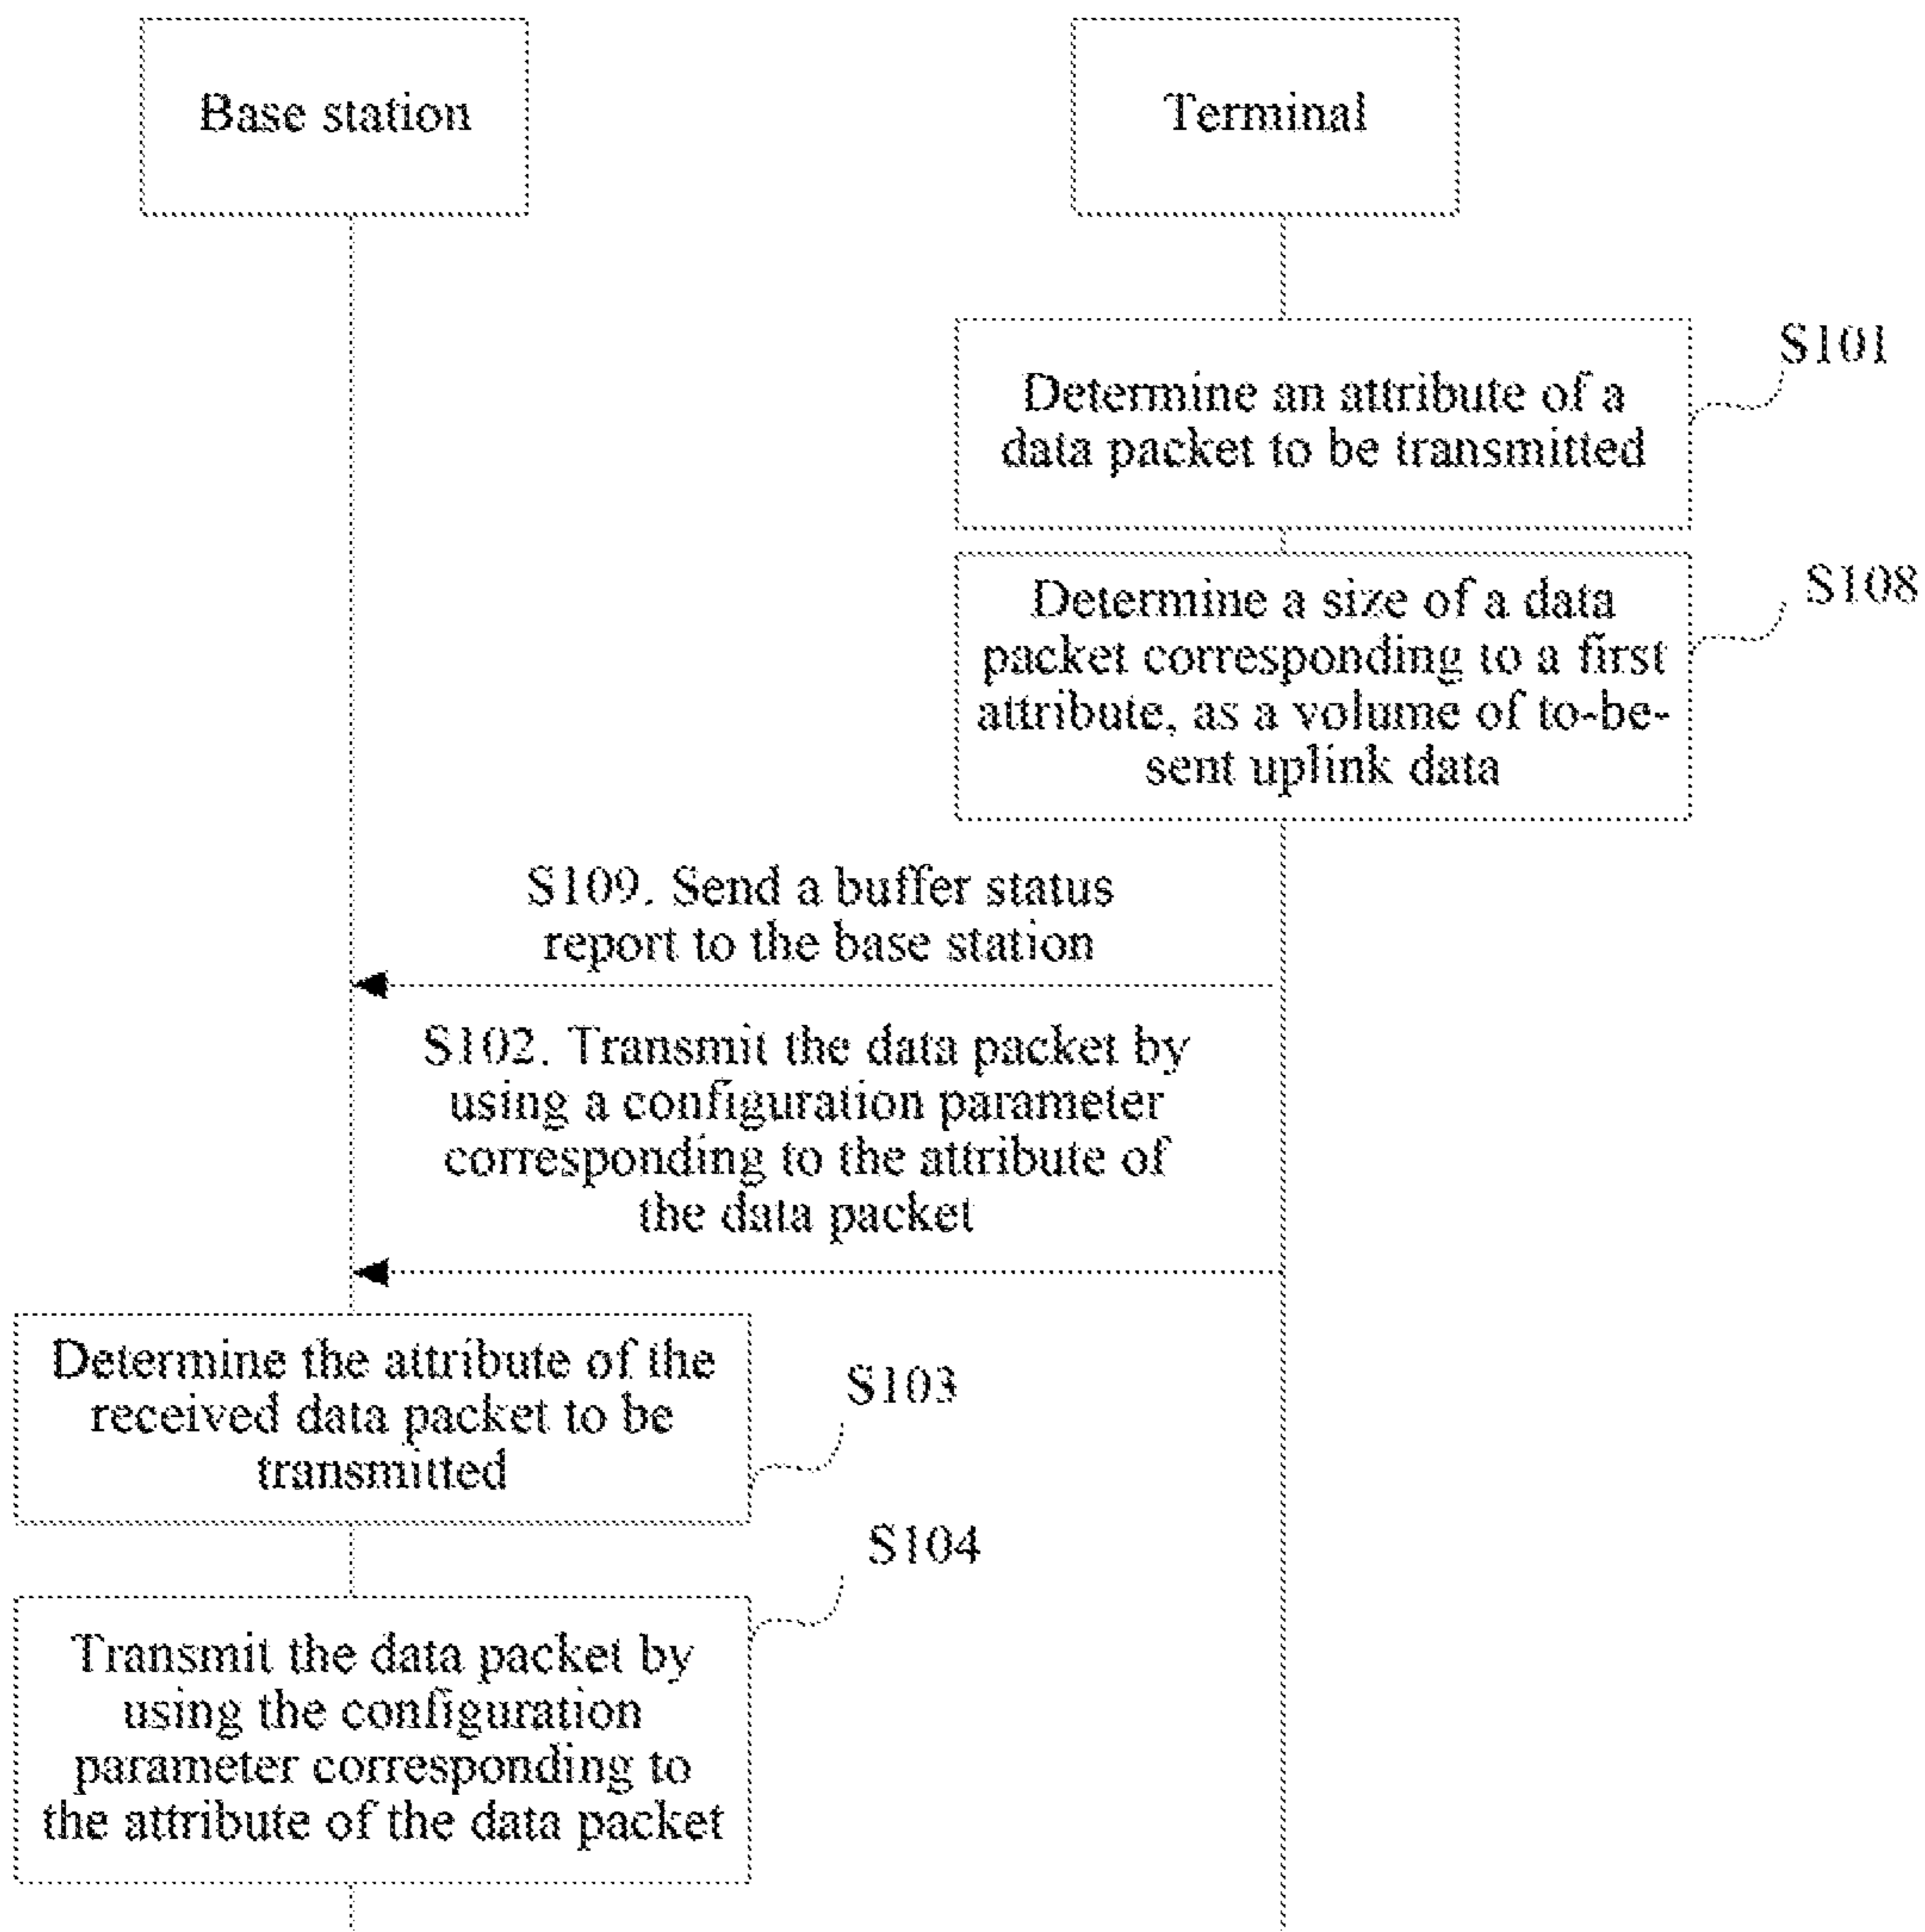 Base station
Terminal
Determine an attribute of a
data packet to be transmitted
S101
Determine a size of a data
packet corresponding to a first
attribute, as a volume of to-be-
sent uplink data
S108
S109. Send a buffer status
report to the base station
S102. Transmit the data packet by
using a configuration parameter
corresponding to the attribute of
the data packet
Determine the attribute of the
received data packet to be
transmitted
S103
S104
Transmit the data packet by
using the configuration
parameter corresponding to
the attribute of the data packet